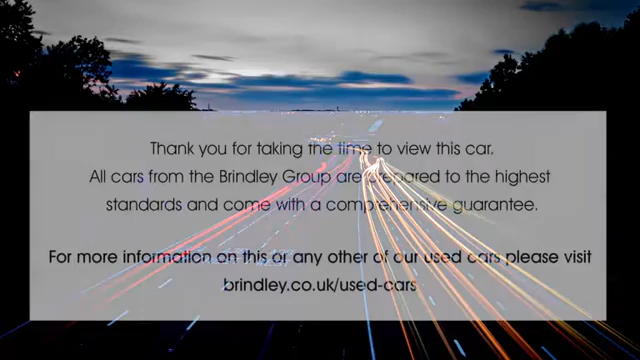 Thank you for taking the time to view this car.
All cars from the Brindley Group are prepared to the highest
standards and come with a comprehensive guarantee.
For more information on this or any other of our used cars please visit
brindley.co.uk/used-cars